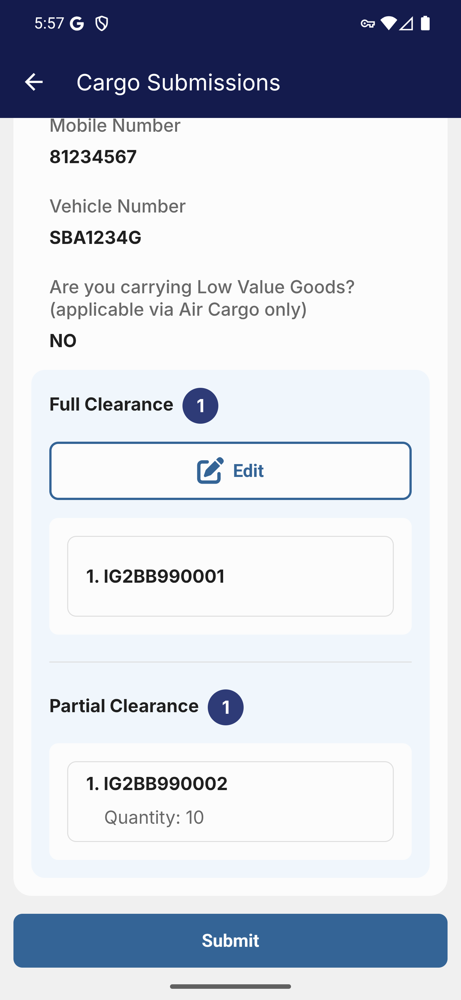 5:57
Cargo Submissions
Mobile Number
81234567
Vehicle Number
SBA1234G
Are you carrying Low Value Goods?
(applicable via Air Cargo only)
NO
Full Clearance 1
Edit
1. IG2BB990001
Partial Clearance 1
1. IG2BB990002
Quantity: 10
Submit